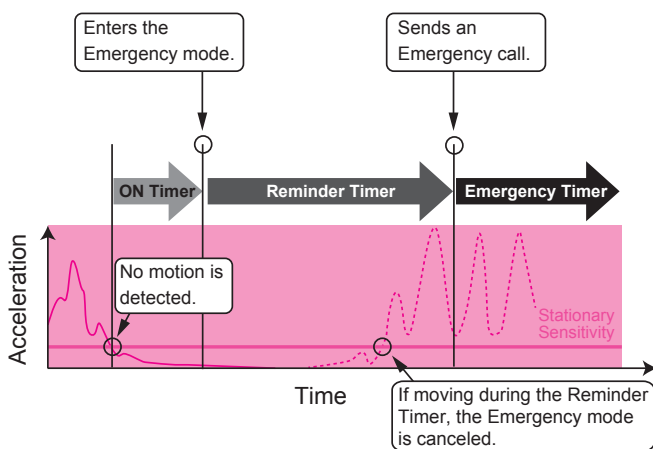 Enters the
Emergency mode.
Sends an
Emergency call.
ON Timer
Reminder Timer
Emergency Timer
Acceleration
No motion is
detected.
Stationary
Sensitivity
Time
If moving during the Reminder
Timer, the Emergency mode
is canceled.